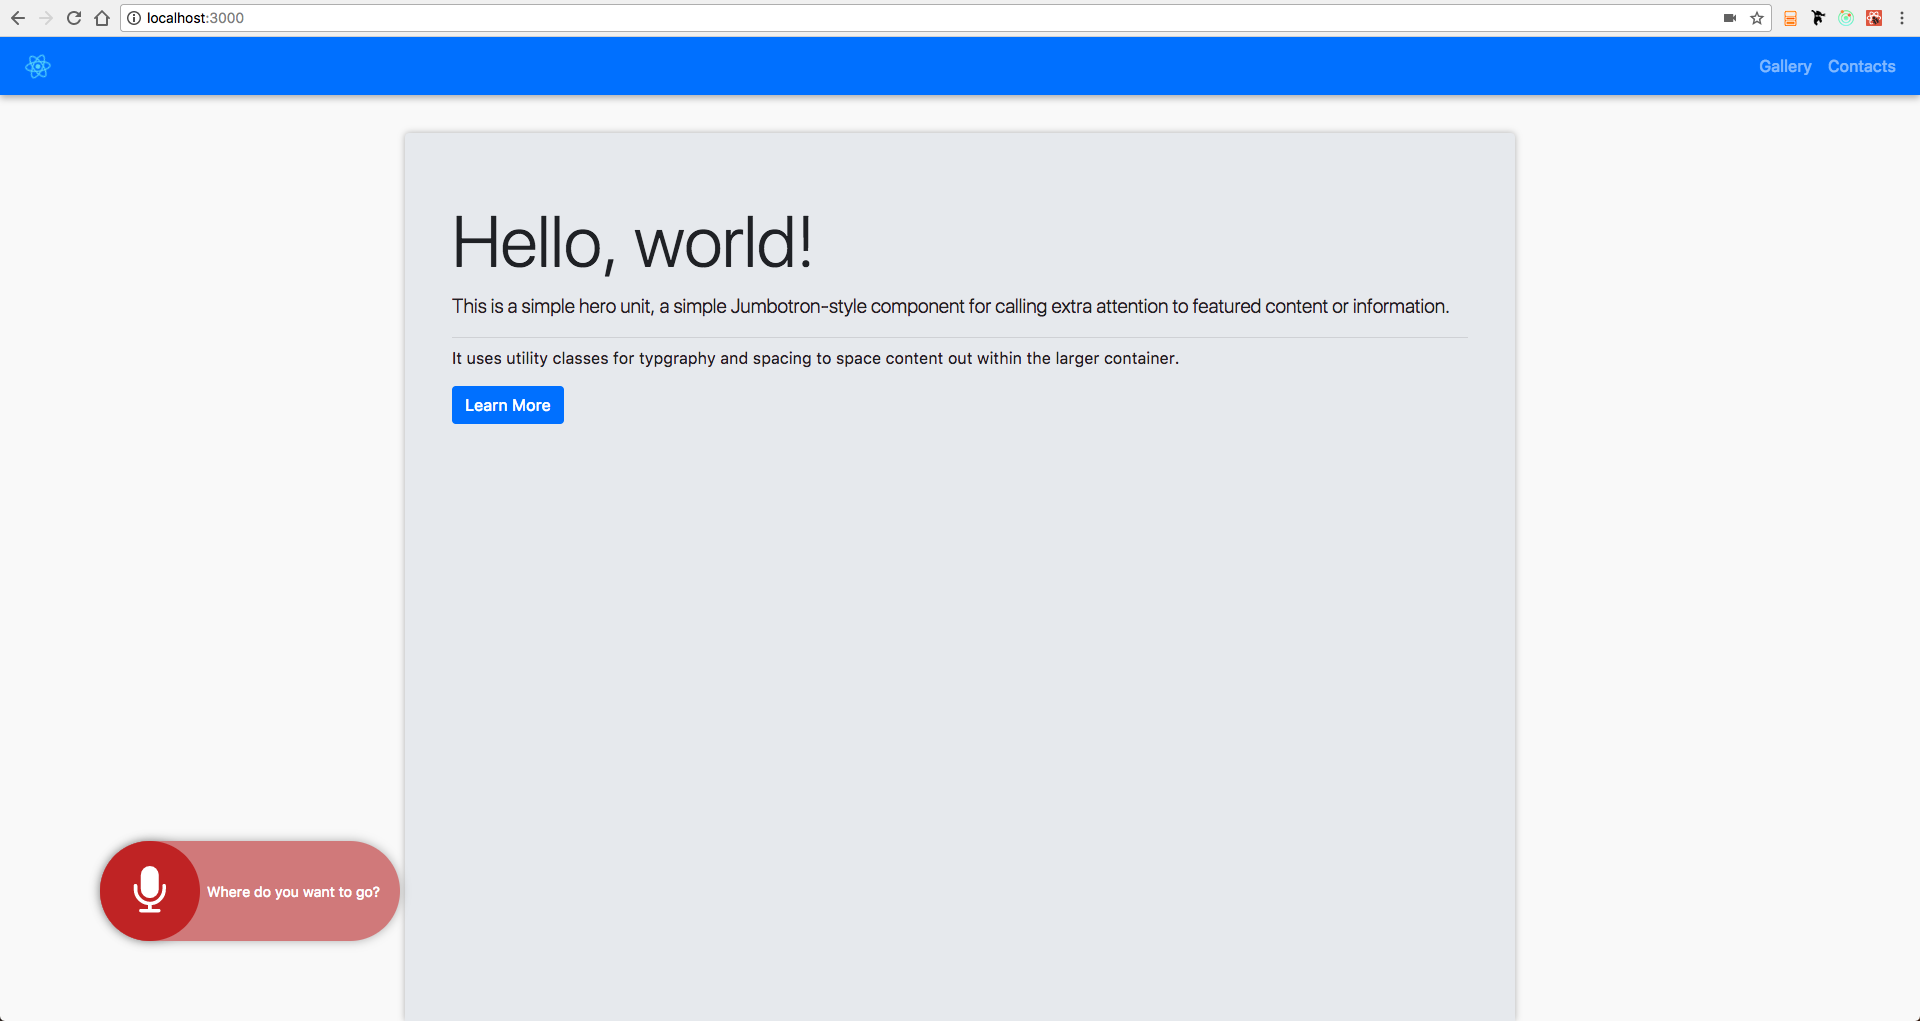 localhost:3000
Gallery Contacts
Hello, world!
This is a simple hero unit, a simple Jumbotron-style component for calling extra attention to featured content or information.
It uses utility classes for typgraphy and spacing to space content out within the larger container.
Learn More
Where do you want to go?